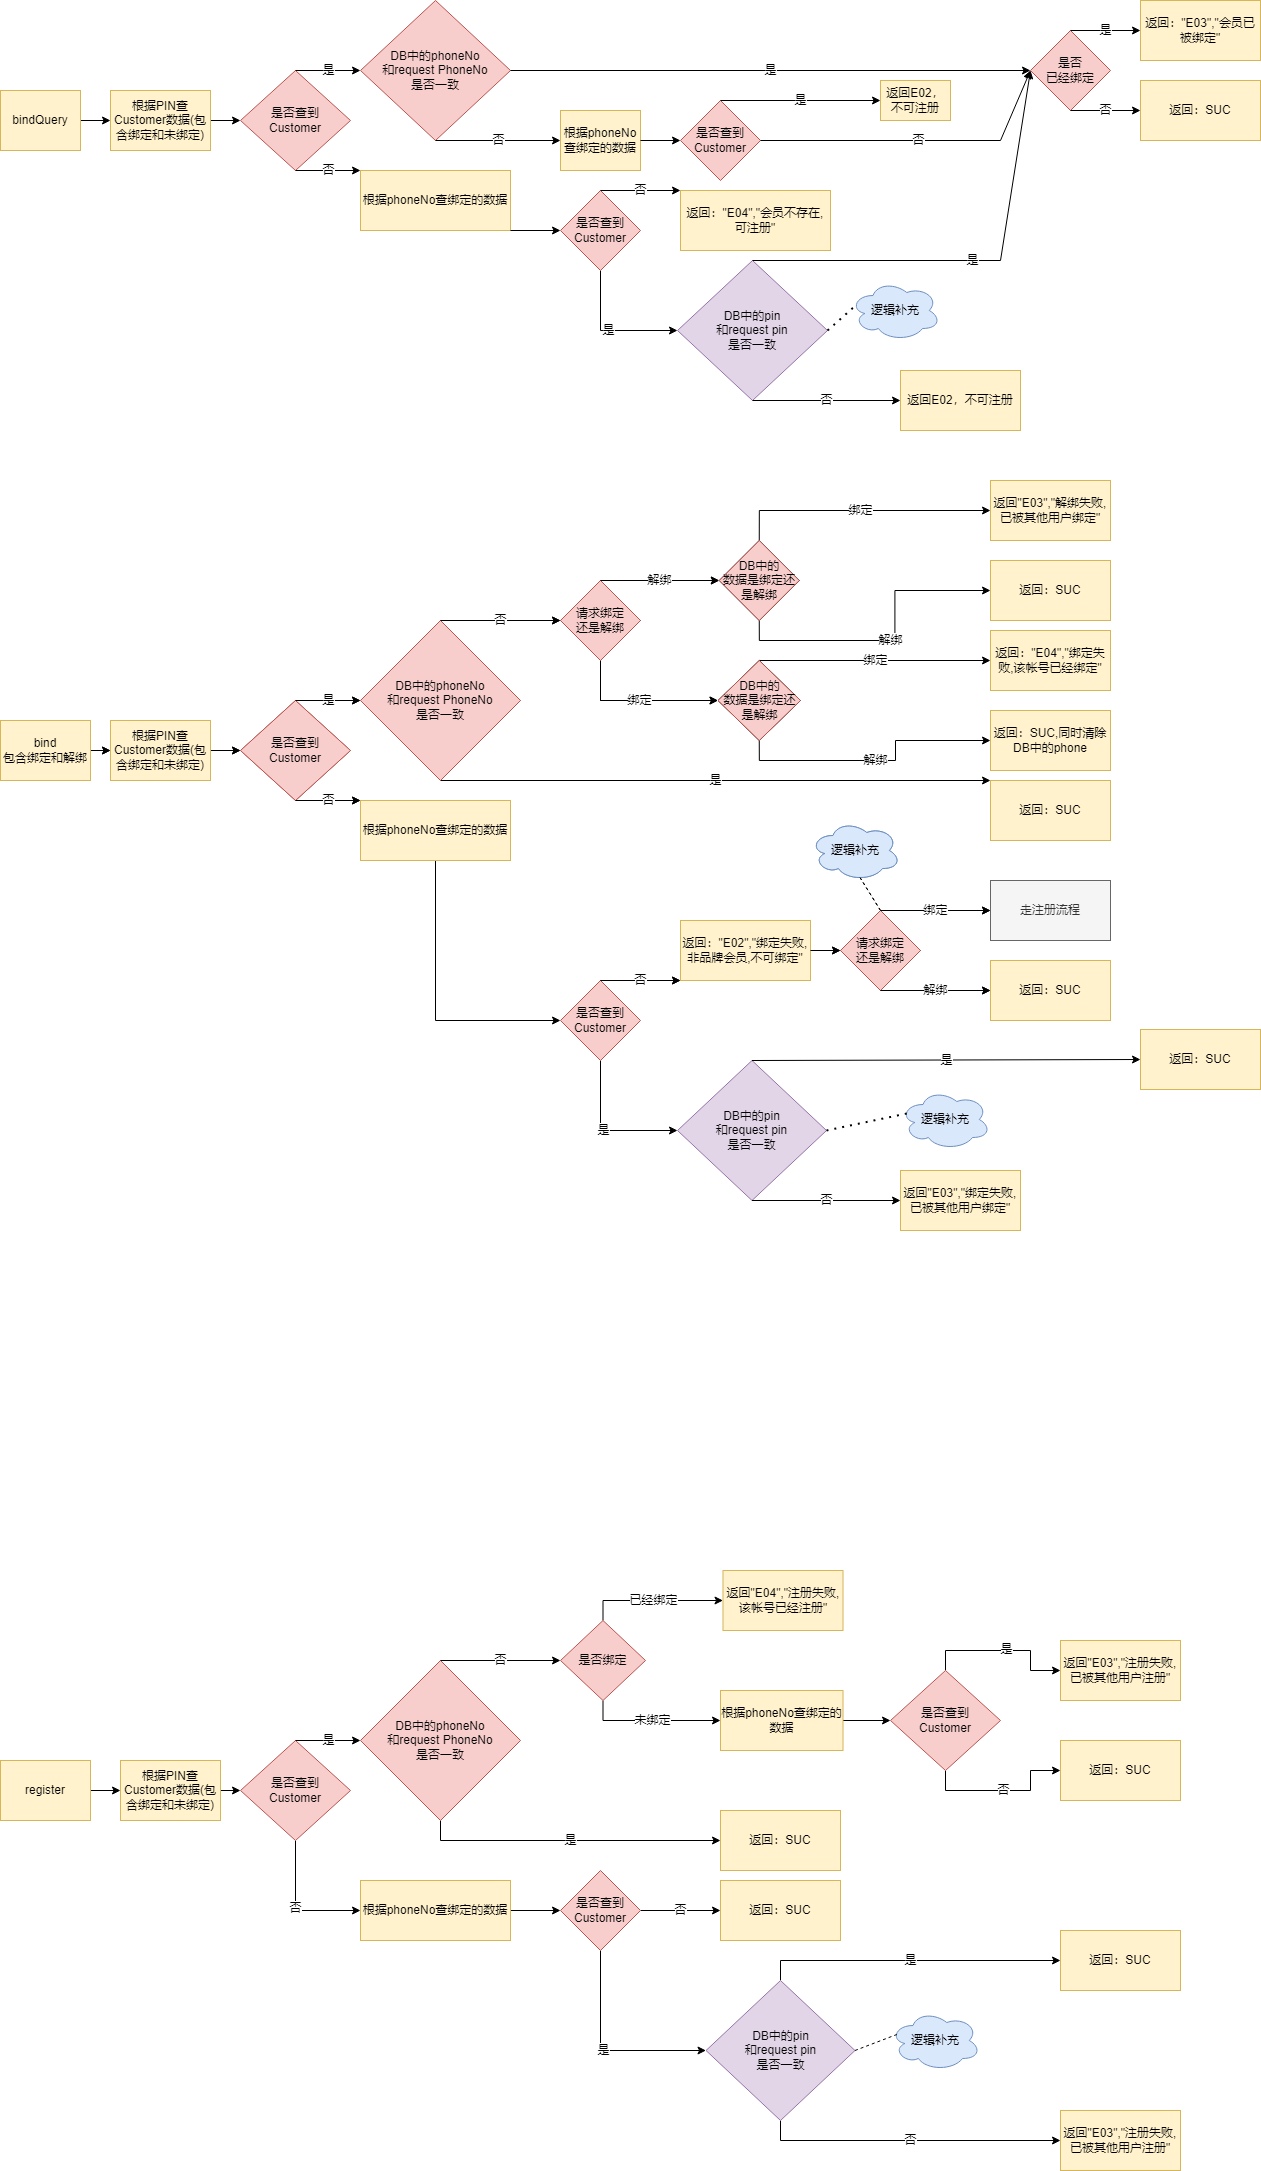 bindQuery
根据PIN查
Customer数据(包
含绑定和未绑定)
是否查到
Customer
是
DB中的phoneNo
和request PhoneNo
是否一致
是
否
根据phoneNo
查绑定的数据
是否查到
Customer
是
返回E02，
不可注册
否
是否
已经绑定
是
返回："E03","会员已
被绑定"
否
返回：SUC
否
根据phoneNo查绑定的数据
是否查到
Customer
否
返回："E04","会员不存在,
可注册"
是
DB中的pin
和request pin
是否一致
是
逻辑补充
否
返回E02，不可注册
bind
包含绑定和解绑
根据PIN查
Customer数据(包
含绑定和未绑定)
是否查到
Customer
是
DB中的phoneNo
和request PhoneNo
是否一致
否
请求绑定
还是解绑
解绑
DB中的
数据是绑定还
是解绑
绑定
返回"E03","解绑失败,
已被其他用户绑定"
解绑
返回：SUC
绑定
DB中的
数据是绑定还
是解绑
绑定
返回："E04","绑定失
败,该帐号已经绑定"
解绑
返回：SUC,同时清除
DB中的phone
是
返回：SUC
否
根据phoneNo查绑定的数据
是否查到
Customer
否
返回："E02","绑定失败,
非品牌会员,不可绑定"
请求绑定
还是解绑
逻辑补充
绑定
走注册流程
解绑
返回：SUC
是
DB中的pin
和request pin
是否一致
是
返回：SUC
逻辑补充
否
返回"E03","绑定失败,
已被其他用户绑定"
register
根据PIN查
Customer数据(包
含绑定和未绑定)
是否查到
Customer
是
DB中的phoneNo
和request PhoneNo
是否一致
否
是否绑定
已经绑定
返回"E04","注册失败,
该帐号已经注册"
未绑定
根据phoneNo查绑定的
数据
是否查到
Customer
是
返回"E03","注册失败,
已被其他用户注册"
否
返回：SUC
是
返回：SUC
否
根据phoneNo查绑定的数据
是否查到
Customer
否
返回：SUC
是
DB中的pin
和request pin
是否一致
是
返回：SUC
逻辑补充
否
返回"E03","注册失败,
已被其他用户注册"